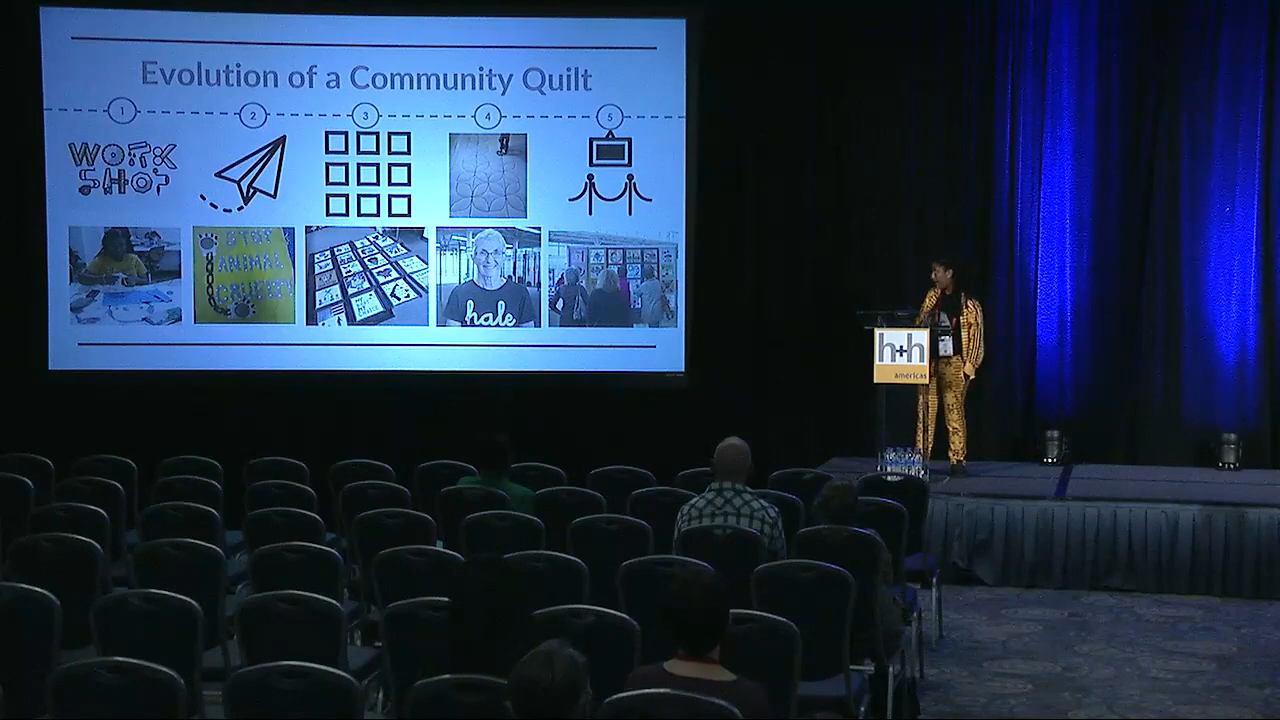 Evolution of a Community Quilt
1
2
3
4
5
WORK
SHOP
STOP
ANIMAL
CRUELTY
hale
h+h
americas